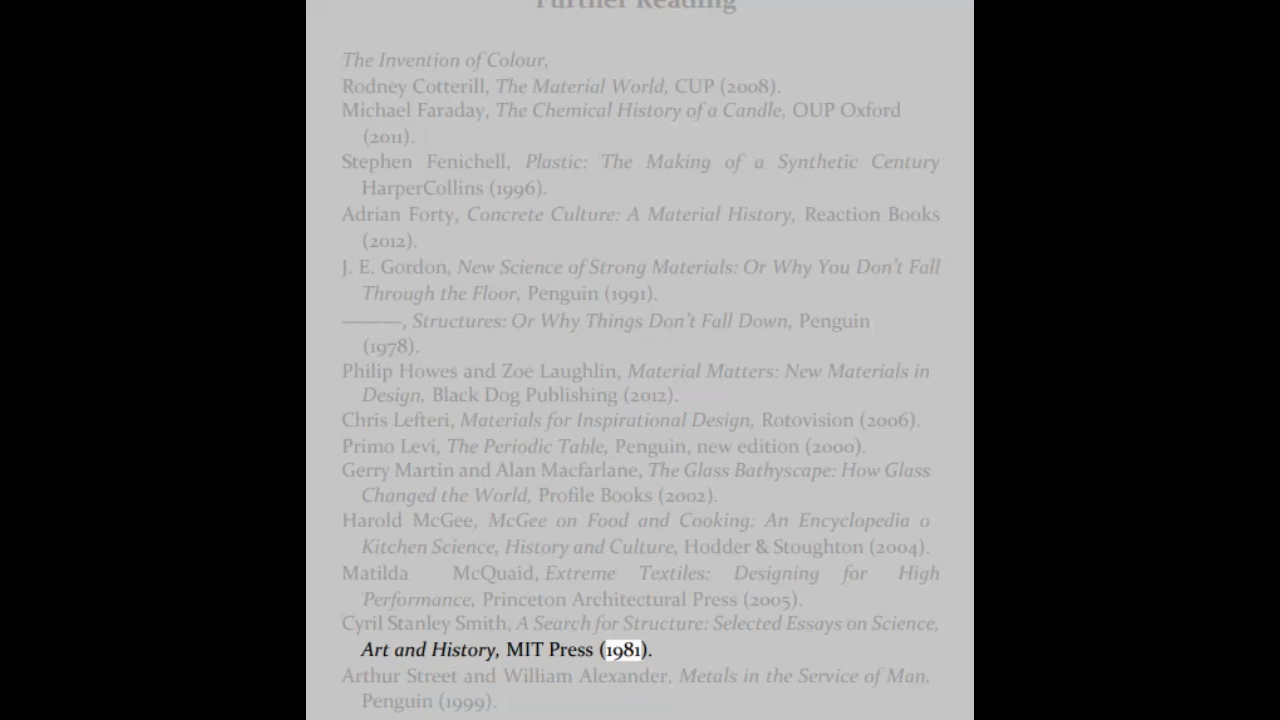 Further Reading
The Invention of Colour,
Rodney Cotterill, The Material World, CUP (2008).
Michael Faraday, The Chemical History of a Candle, OUP Oxford
(2011).
Stephen Fenichell, Plastic: The Making of a Synthetic Century
HarperCollins (1996).
Adrian Forty, Concrete Culture: A Material History, Reaction Books
(2012).
J. E. Gordon, New Science of Strong Materials: Or Why You Don't Fall
Through the Floor, Penguin (1991).
———, Structures: Or Why Things Don't Fall Down, Penguin
(1978).
Philip Howes and Zoe Laughlin, Material Matters: New Materials in
Design, Black Dog Publishing (2012).
Chris Lefteri, Materials for Inspirational Design, Rotovision (2006).
Primo Levi, The Periodic Table, Penguin, new edition (2000).
Gerry Martin and Alan Macfarlane, The Glass Bathyscape: How Glass
Changed the World, Profile Books (2002).
Harold McGee, McGee on Food and Cooking: An Encyclopedia o
Kitchen Science, History and Culture, Hodder & Stoughton (2004).
Matilda McQuaid, Extreme Textiles: Designing for High
Performance, Princeton Architectural Press (2005).
Cyril Stanley Smith, A Search for Structure: Selected Essays on Science,
Art and History, MIT Press (1981).
Arthur Street and William Alexander, Metals in the Service of Man,
Penguin (1999).